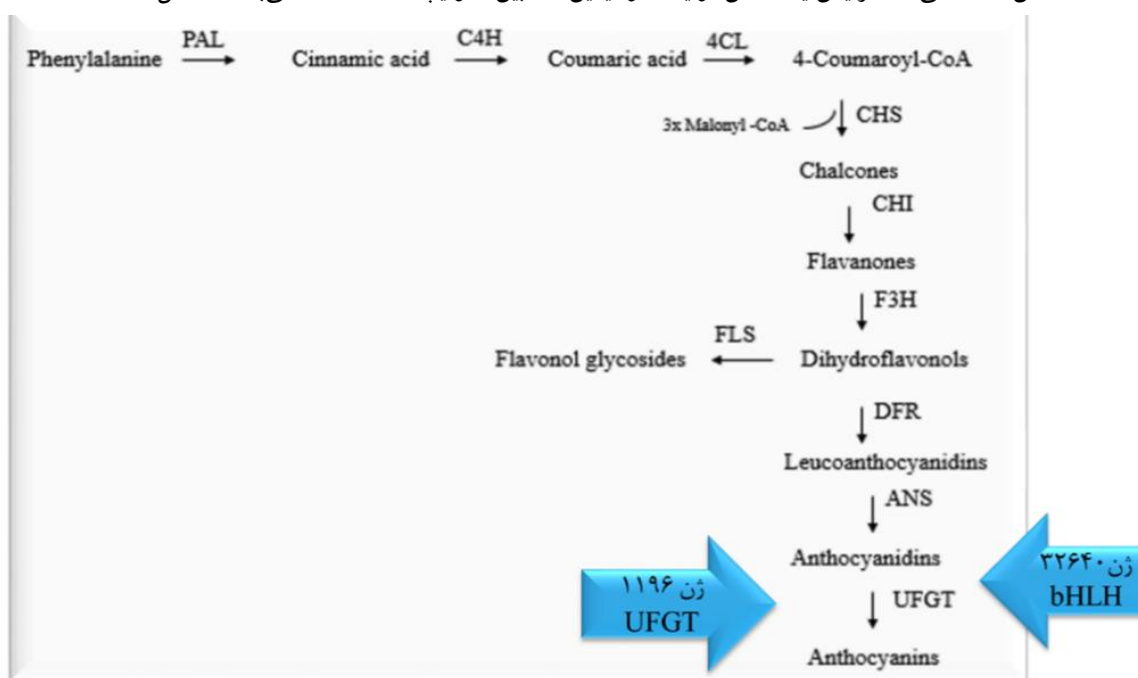 PAL C4H 4CL
Phenylalanine Cinnamic acid Coumaric acid 4-Coumaroyl-CoA
3x Malonyl -CoA CHS
Chalcones
CHI
Flavanones
F3H
FLS
Flavonol glycosides Dihydroflavonols
DFR
Leucoanthocyanidins
ANS
Anthocyanidins
ژن ۳۲۶۴۰
bHLH
ژن ۱۱۹۶
UFGT
UFGT
Anthocyanins